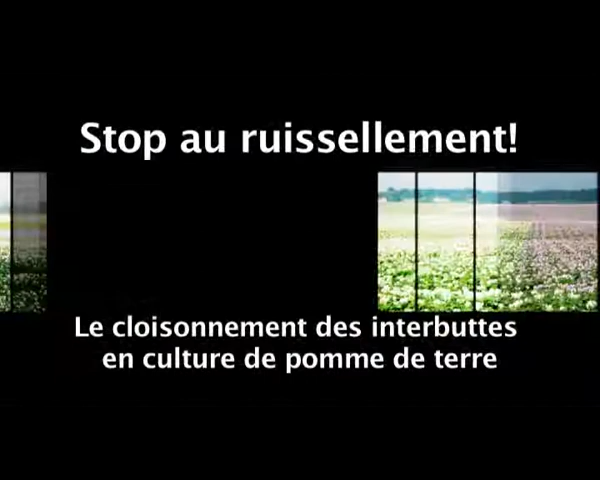 Stop au ruissellement!
Le cloisonnement des interbuttes
en culture de pomme de terre